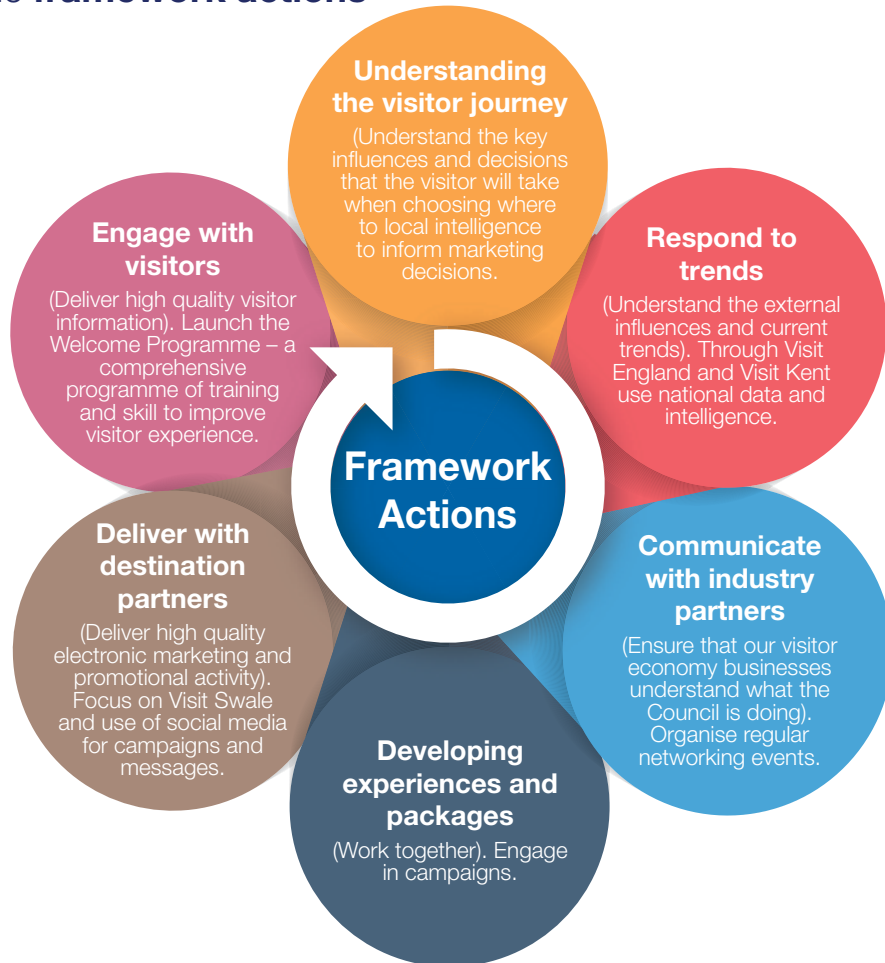 framework actions
Understanding
the visitor journey
(Understand the key
influences and decisions
that the visitor will take
when choosing where
to local intelligence
to inform marketing
decisions.
Respond to
trends
(Understand the external
influences and current
trends). Through Visit
England and Visit Kent
use national data and
intelligence.
Communicate
with industry
partners
(Ensure that our visitor
economy businesses
understand what the
Council is doing).
Organise regular
networking events.
Developing
experiences and
packages
(Work together). Engage
in campaigns.
Deliver with
destination
partners
(Deliver high quality
electronic marketing and
promotional activity).
Focus on Visit Swale
and use of social media
for campaigns and
messages.
Engage with
visitors
(Deliver high quality visitor
information). Launch the
Welcome Programme – a
comprehensive
programme of training
and skill to improve
visitor experience.
Framework
Actions